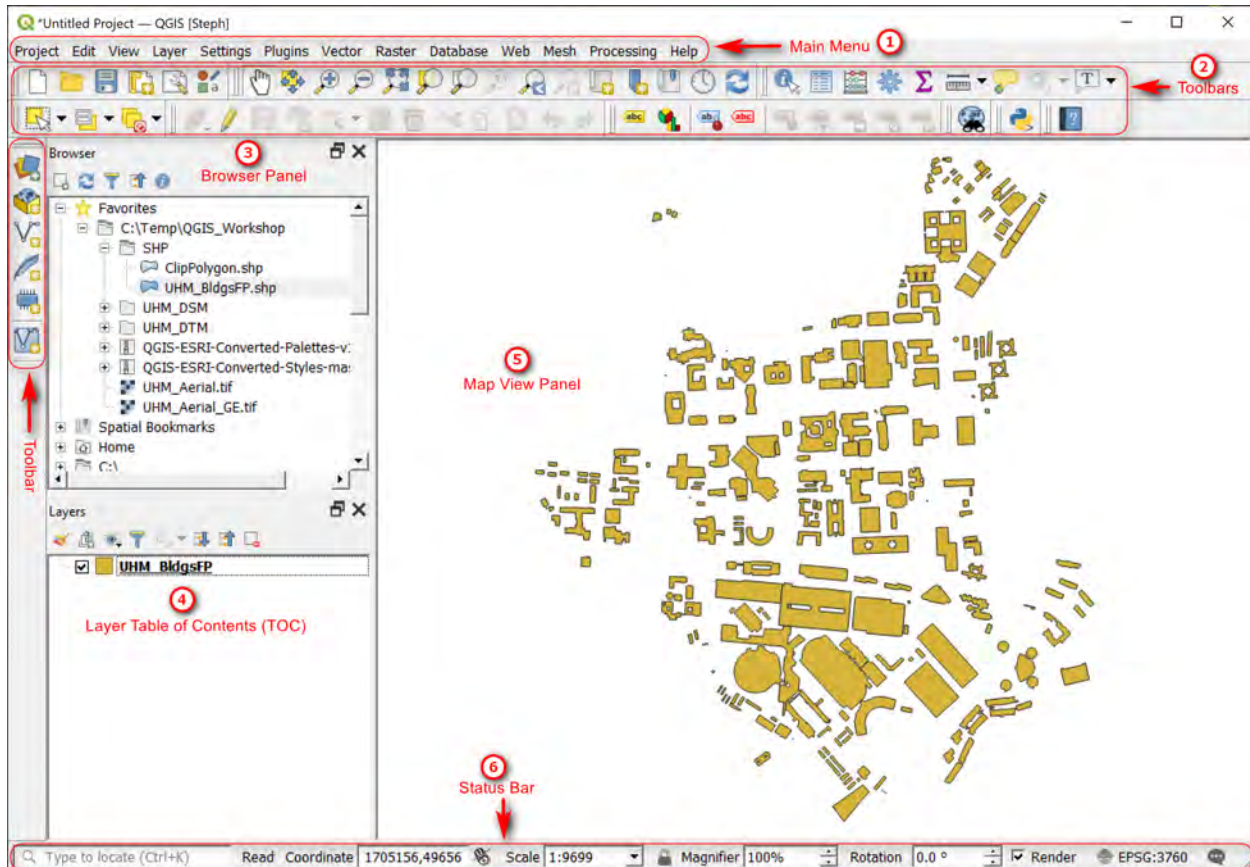 *Untitled Project — QGIS [Steph]
Project Edit View Layer Settings Plugins Vector Raster Database Web Mesh Processing Help
Main Menu 1
2
Toolbars
T
abc ab abc
?
Browser
3
Browser Panel
Favorites
C:\Temp\QGIS_Workshop
SHP
ClipPolygon.shp
UHM_BldgsFP.shp
UHM_DSM
UHM_DTM
QGIS-ESRI-Converted-Palettes-v
QGIS-ESRI-Converted-Styles-ma
UHM_Aerial.tif
UHM_Aerial_GE.tif
Spatial Bookmarks
Home
C:\
Toolbar
5
Map View Panel
Layers
UHM_BldgsFP
4
Layer Table of Contents (TOC)
6
Status Bar
Type to locate (Ctrl+K) Read Coordinate 1705156,49656 Scale 1:9699 Magnifier 100% Rotation 0.0 ° Render EPSG:3760